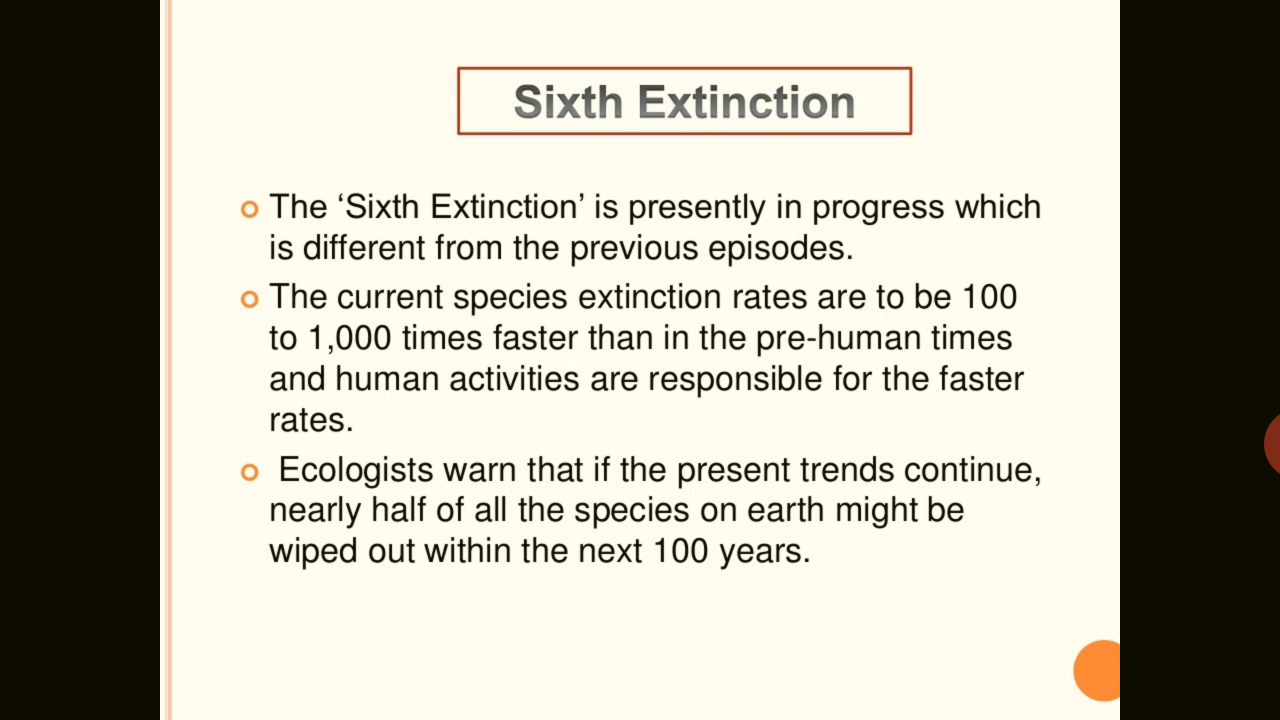 Sixth Extinction
The ‘Sixth Extinction’ is presently in progress which
is different from the previous episodes.
The current species extinction rates are to be 100
to 1,000 times faster than in the pre-human times
and human activities are responsible for the faster
rates.
Ecologists warn that if the present trends continue,
nearly half of all the species on earth might be
wiped out within the next 100 years.